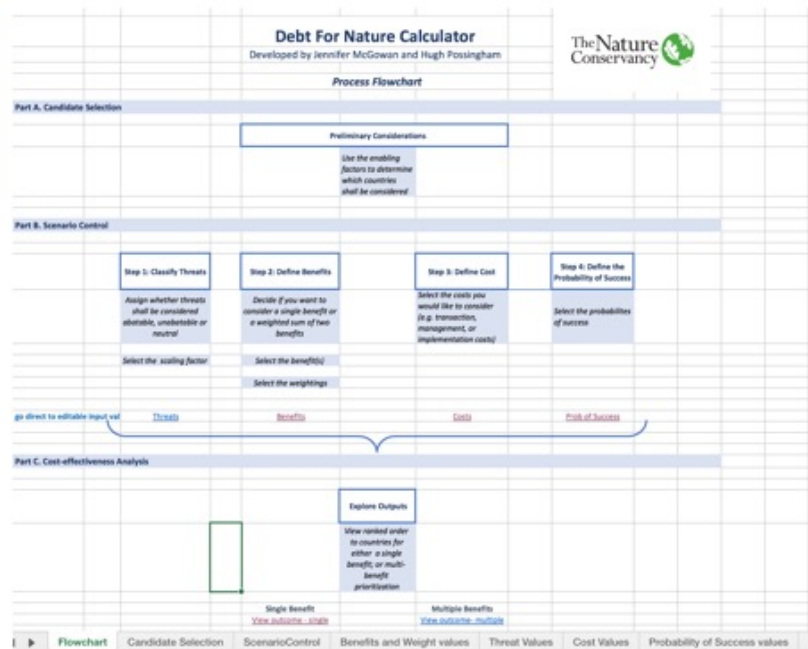 Debt For Nature Calculator
Developed by Jennifer McGowan and Hugh Possingham
The Nature
Conservancy
Process Flowchart
Part A. Candidate Selection
Preliminary Considerations
Use the enabling
factors to determine
which countries
shall be considered
Part B. Scenario Control
Step 1: Classify Threats
Assign whether threats
shall be considered
abatable, unabatable or
neutral
Select the scaling factor
Step 2: Define Benefits
Decide if you want to
consider a single benefit or
a weighted sum of two
benefits
Select the benefit(s)
Select the weightings
Step 3: Define Cost
Select the costs you
would like to consider
(e.g. transaction,
management, or
implementation costs)
Step 4: Define the
Probability of Success
Select the probabilites
of success
go direct to editable input val
Threats
Benefits
Costs
Prob of Success
Part C. Cost-effectiveness Analysis
Explore Outputs
View ranked order
to countries for
either a single
benefit, or multi-
benefit
prioritization
Single Benefit
View outcome - single
Multiple Benefits
View outcome- multiple
Flowchart
Candidate Selection
ScenarioControl
Benefits and Weight values
Threat Values
Cost Values
Probability of Success values